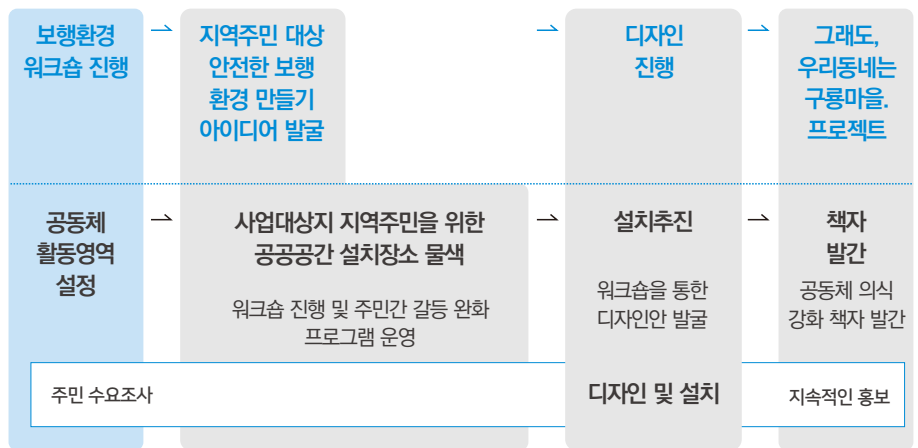 보행환경
워크숍 진행
⇀
지역주민 대상
안전한 보행
환경 만들기
아이디어 발굴
⇀
디자인
진행
⇀
그래도,
우리동네는
구룡마을.
프로젝트
공동체
활동영역
설정
⇀
사업대상지 지역주민을 위한
공공공간 설치장소 물색
워크숍 진행 및 주민간 갈등 완화
프로그램 운영
⇀
설치추진
워크숍을 통한
디자인안 발굴
⇀
책자
발간
공동체 의식
강화 책자 발간
주민 수요조사
디자인 및 설치
지속적인 홍보